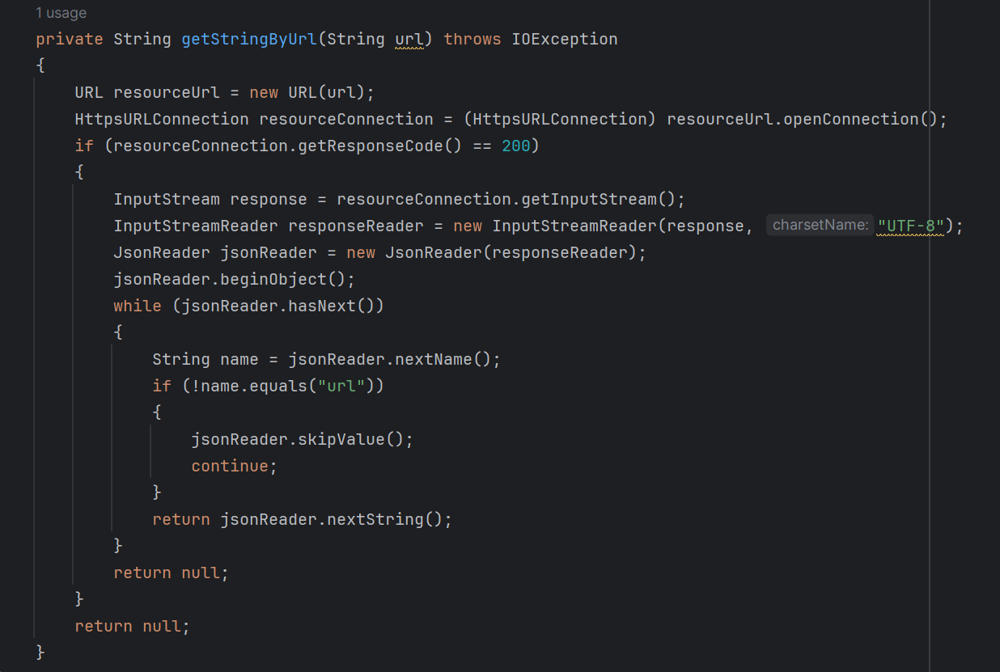 1 usage
private String getStringByUrl(String url) throws IOException
{
    URL resourceUrl = new URL(url);
    HttpsURLConnection resourceConnection = (HttpsURLConnection) resourceUrl.openConnection();
    if (resourceConnection.getResponseCode() == 200)
    {
        InputStream response = resourceConnection.getInputStream();
        InputStreamReader responseReader = new InputStreamReader(response, charsetName: "UTF-8");
        JsonReader jsonReader = new JsonReader(responseReader);
        jsonReader.beginObject();
        while (jsonReader.hasNext())
        {
            String name = jsonReader.nextName();
            if (!name.equals("url"))
            {
                jsonReader.skipValue();
                continue;
            }
            return jsonReader.nextString();
        }
        return null;
    }
    return null;
}